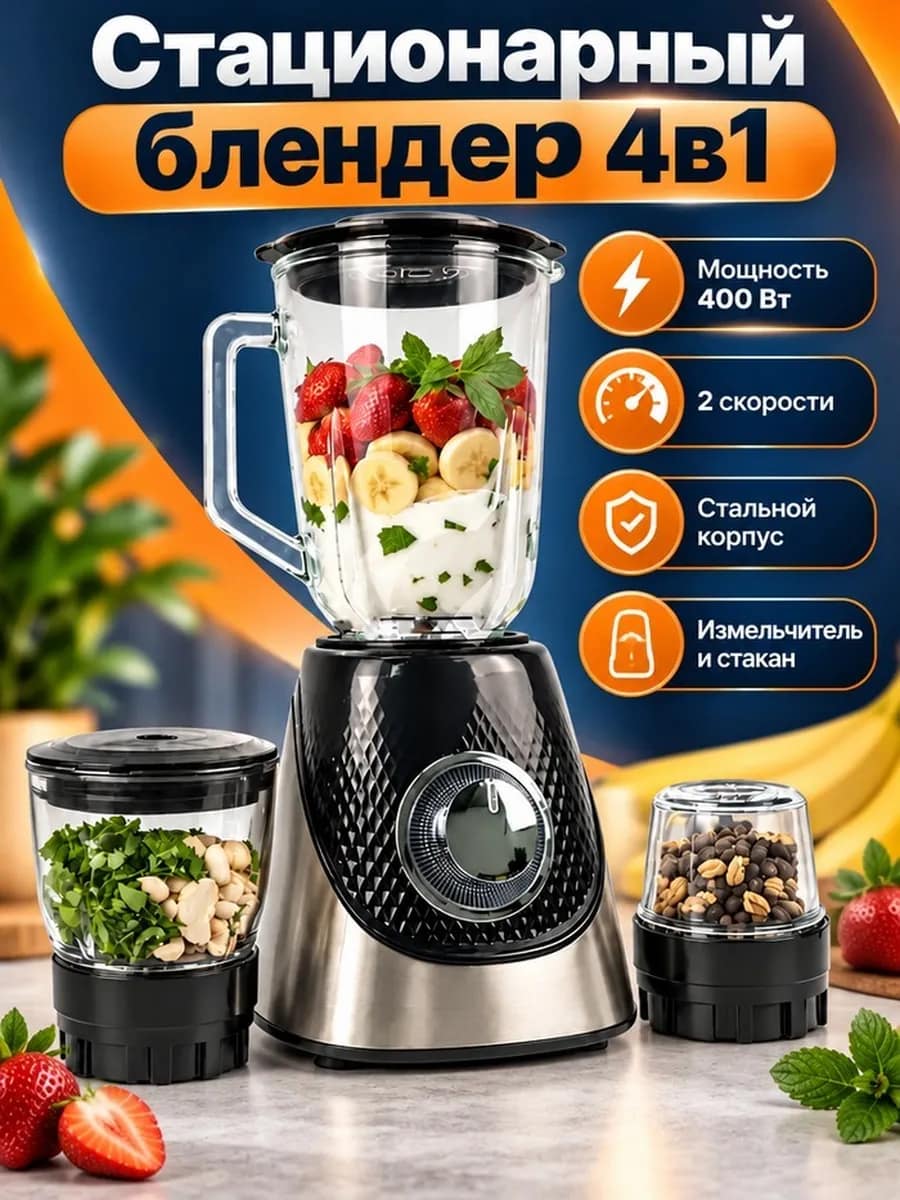 Стационарный
блендер 4в1
Мощность
400 Вт
2 скорости
Стальной
корпус
Измельчитель
и стакан